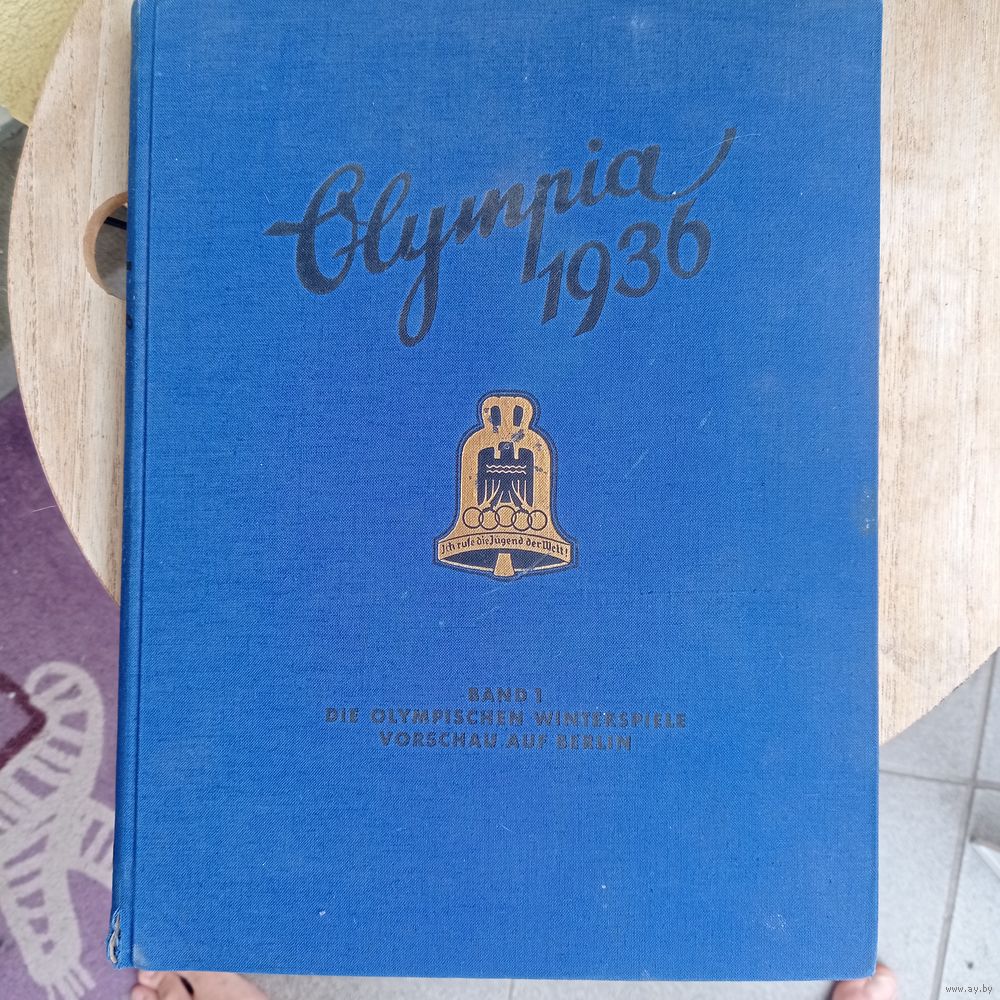 Olympia
1936
Ich rufe die Jugend der Welt!
BAND 1
DIE OLYMPISCHEN WINTERSPIELE
VORSCHAU AUF BERLIN
www.ay.by